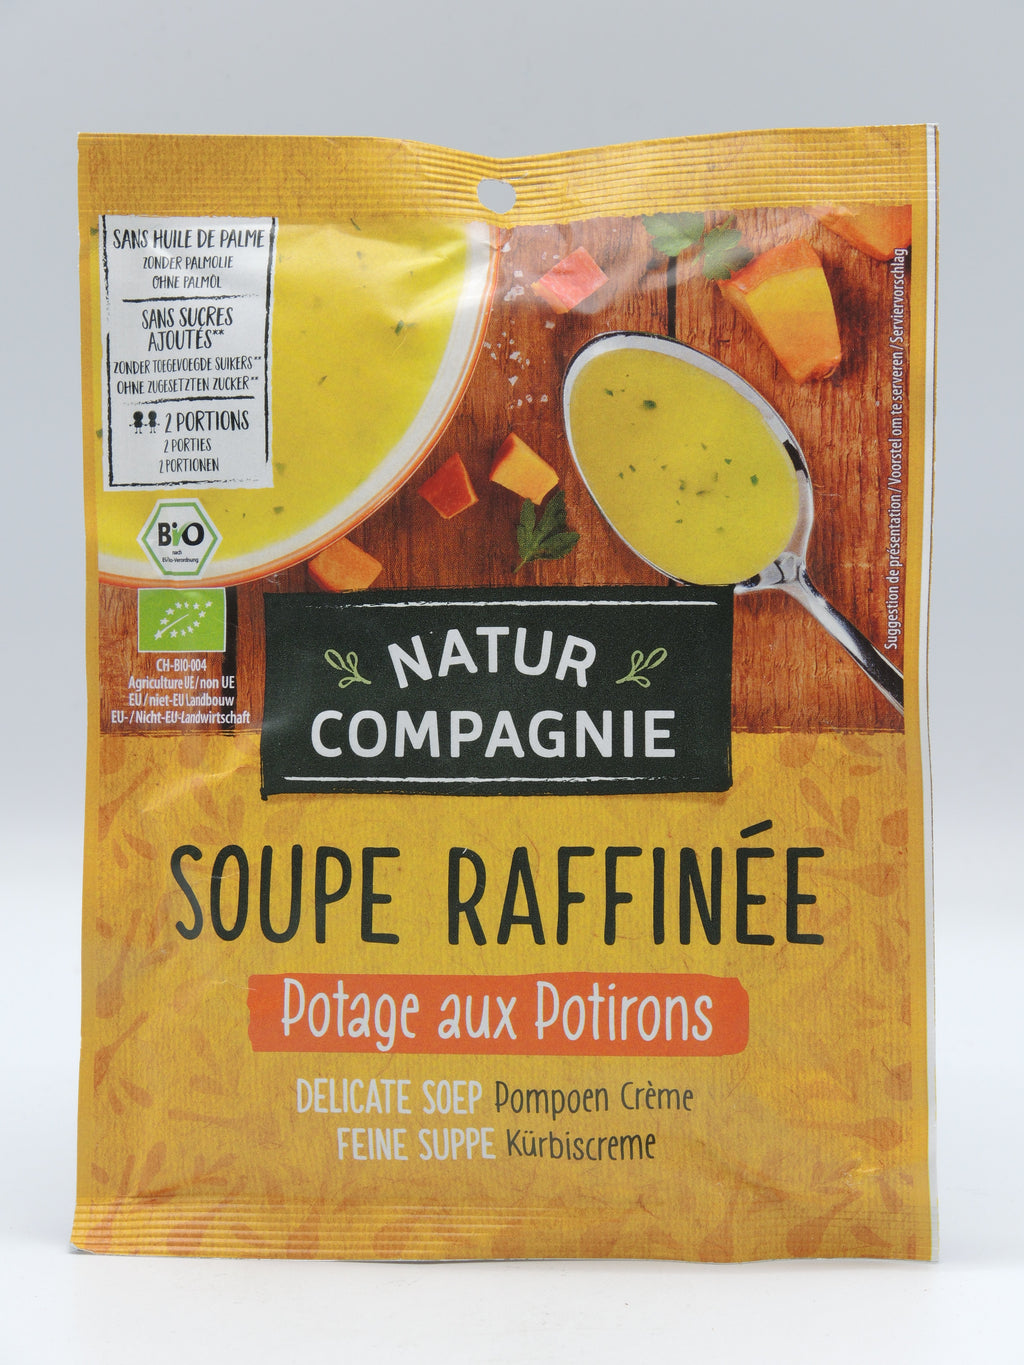 SANS HUILE DE PALME
ZONDER PALMOLIE
OHNE PALMÖL
SANS SUCRES
AJOUTÉS**
ZONDER TOEGEVOEGDE SUIKERS**
OHNE ZUGESETZTEN ZUCKER**
2 PORTIONS
2 PORTIES
2 PORTIONEN
BiO
nach
EG-Öko-Verordnung
CH-BIO-004
Agriculture UE / non UE
EU / niet-EU Landbouw
EU- / Nicht-EU-Landwirtschaft
Suggestion de présentation / Voorstel om te serveren / Serviervorschlag
NATUR
COMPAGNIE
SOUPE RAFFINÉE
Potage aux Potirons
DELICATE SOEP Pompoen Crème
FEINE SUPPE Kürbiscreme